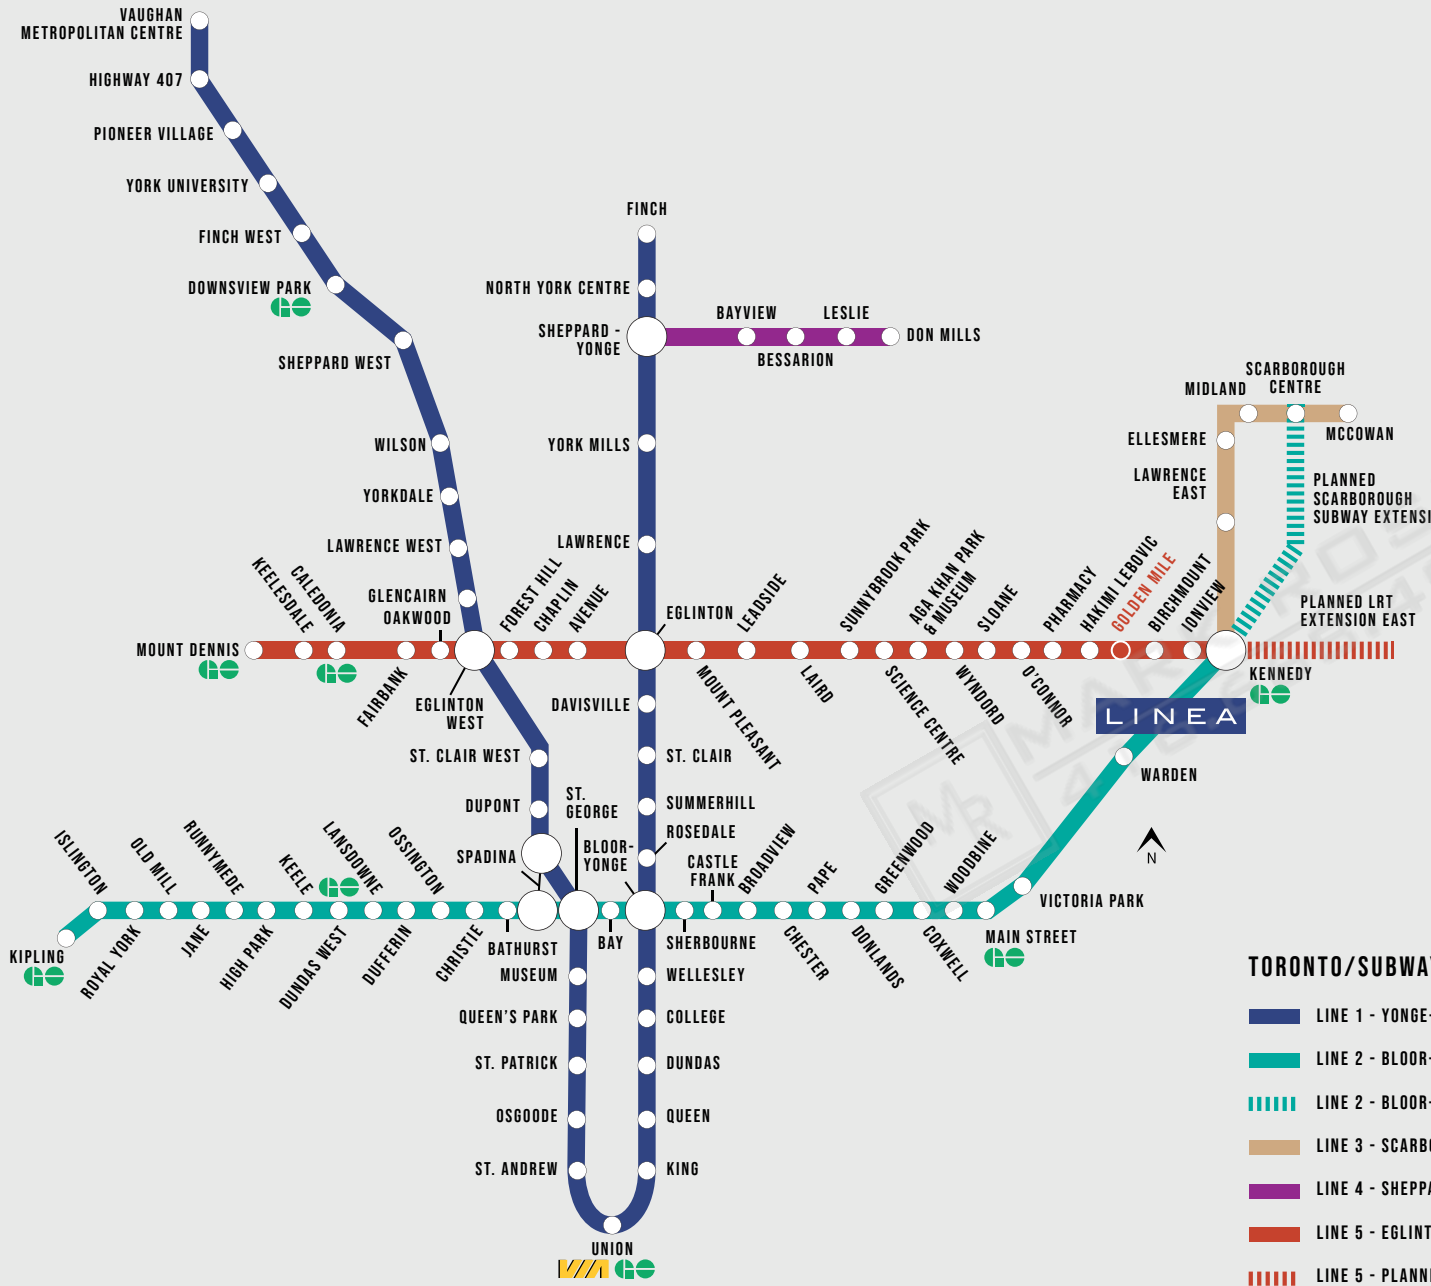 VAUGHAN
METROPOLITAN CENTRE
HIGHWAY 407
PIONEER VILLAGE
YORK UNIVERSITY
FINCH WEST
DOWNSVIEW PARK
SHEPPARD WEST
WILSON
YORKDALE
LAWRENCE WEST
GLENCAIRN
OAKWOOD
FINCH
NORTH YORK CENTRE
SHEPPARD -
YONGE
BAYVIEW
LESLIE
DON MILLS
BESSARION
YORK MILLS
LAWRENCE
MIDLAND
SCARBOROUGH
CENTRE
MCCOWAN
ELLESMERE
LAWRENCE
EAST
PLANNED
SCARBOROUGH
SUBWAY EXTENSI
PLANNED LRT
EXTENSION EAST
MOUNT DENNIS
KEELESDALE
CALEDONIA
FAIRBANK
EGLINTON
WEST
FOREST HILL
CHAPLIN
AVENUE
EGLINTON
MOUNT PLEASANT
LEADSIDE
LAIRD
SUNNYBROOK PARK
SCIENCE CENTRE
AGA KHAN PARK
& MUSEUM
WYNDORD
SLOANE
O'CONNOR
PHARMACY
HAKIMI LEBOVIC
GOLDEN MILE
BIRCHMOUNT
IONVIEW
KENNEDY
LINEA
WARDEN
N
VICTORIA PARK
MAIN STREET
DAVISVILLE
ST. CLAIR WEST
ST. CLAIR
DUPONT
ST.
GEORGE
SUMMERHILL
ROSEDALE
SPADINA
BLOOR-
YONGE
CASTLE
FRANK
KIPLING
ISLINGTON
ROYAL YORK
OLD MILL
JANE
RUNNYMEDE
HIGH PARK
KEELE
DUNDAS WEST
LANSDOWNE
DUFFERIN
OSSINGTON
CHRISTIE
BATHURST
BAY
SHERBOURNE
BROADVIEW
CHESTER
PAPE
DONLANDS
GREENWOOD
COXWELL
WOODBINE
MUSEUM
QUEEN'S PARK
ST. PATRICK
OSGOODE
ST. ANDREW
WELLESLEY
COLLEGE
DUNDAS
QUEEN
KING
UNION
VIA
GO
MR
TORONTO/SUBWAY
LINE 1 - YONGE-
LINE 2 - BLOOR-
LINE 2 - BLOOR-
LINE 3 - SCARBO
LINE 4 - SHEPPA
LINE 5 - EGLINT
LINE 5 - PLANNE